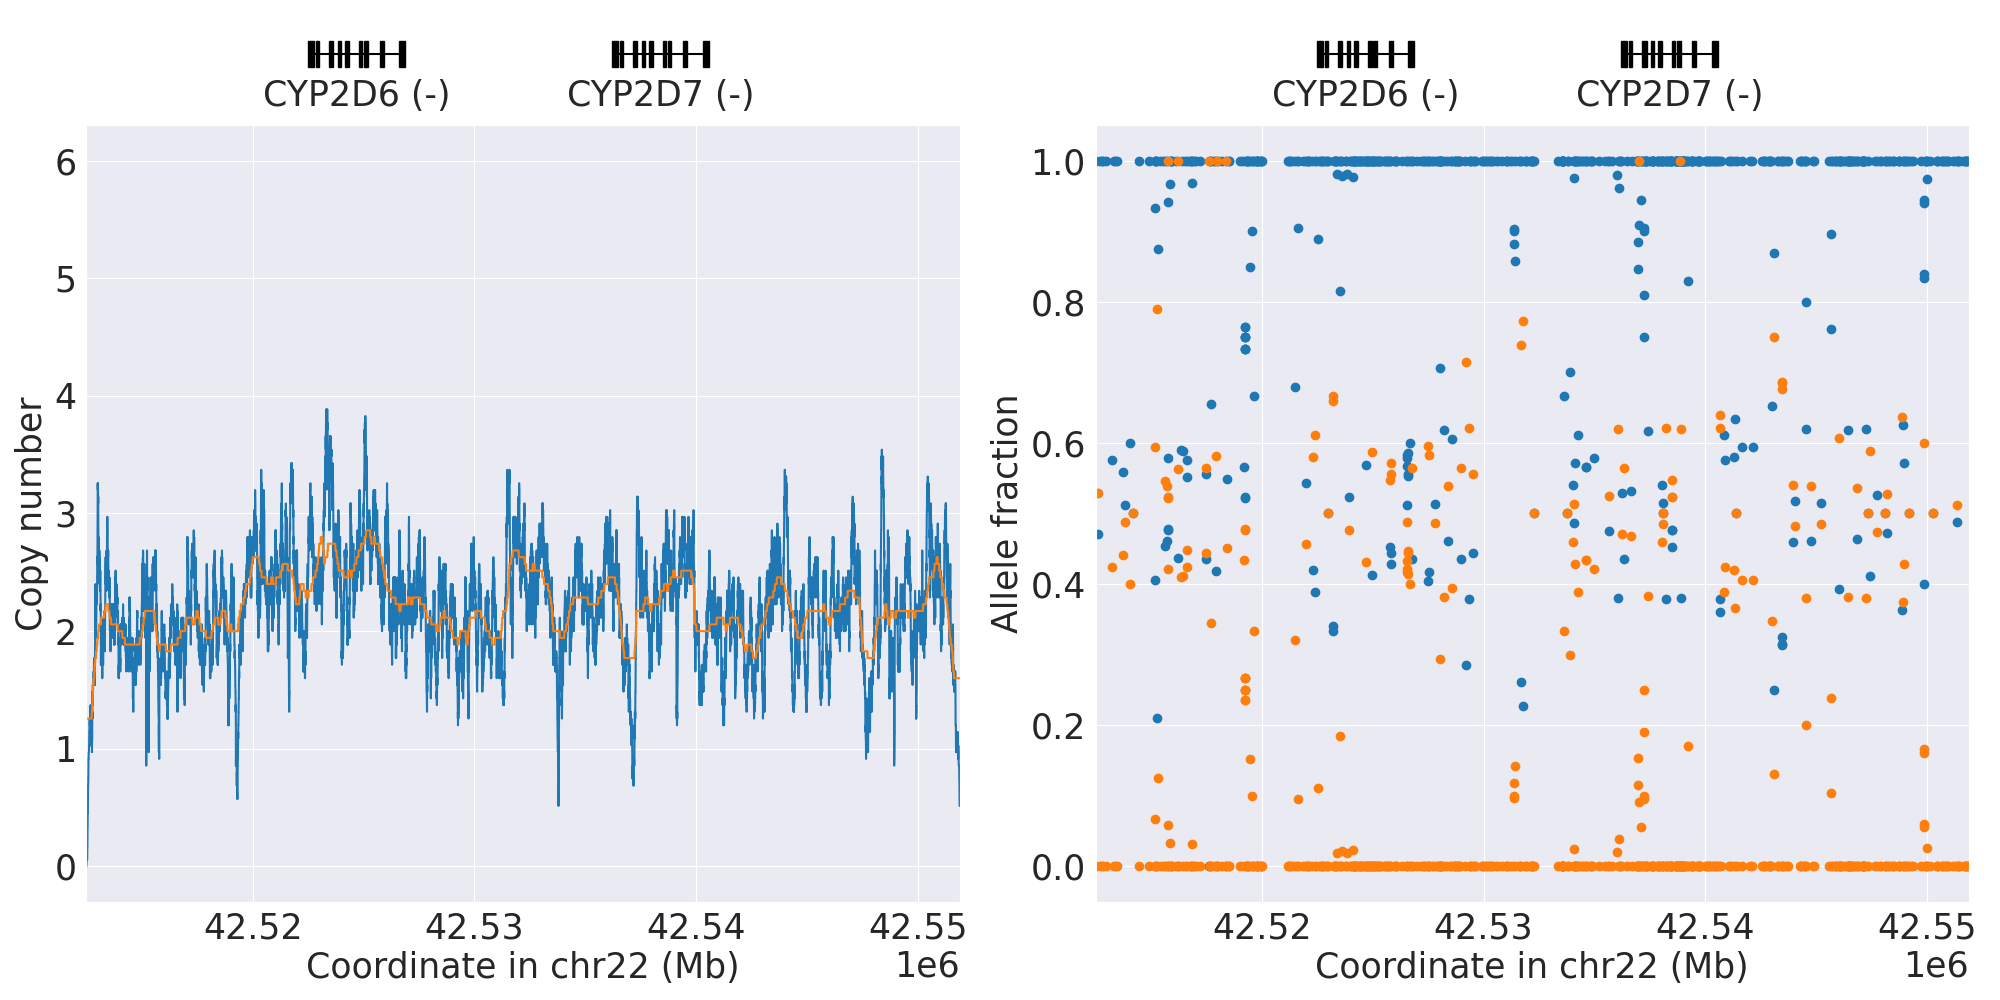 CYP2D6 (-) CYP2D7 (-)
6
5
4
3
2
1
0
Copy number
42.52 42.53 42.54 42.55
Coordinate in chr22 (Mb)
1e6
CYP2D6 (-) CYP2D7 (-)
1.0
0.8
0.6
0.4
0.2
0.0
Allele fraction
42.52 42.53 42.54 42.55
Coordinate in chr22 (Mb)
1e6